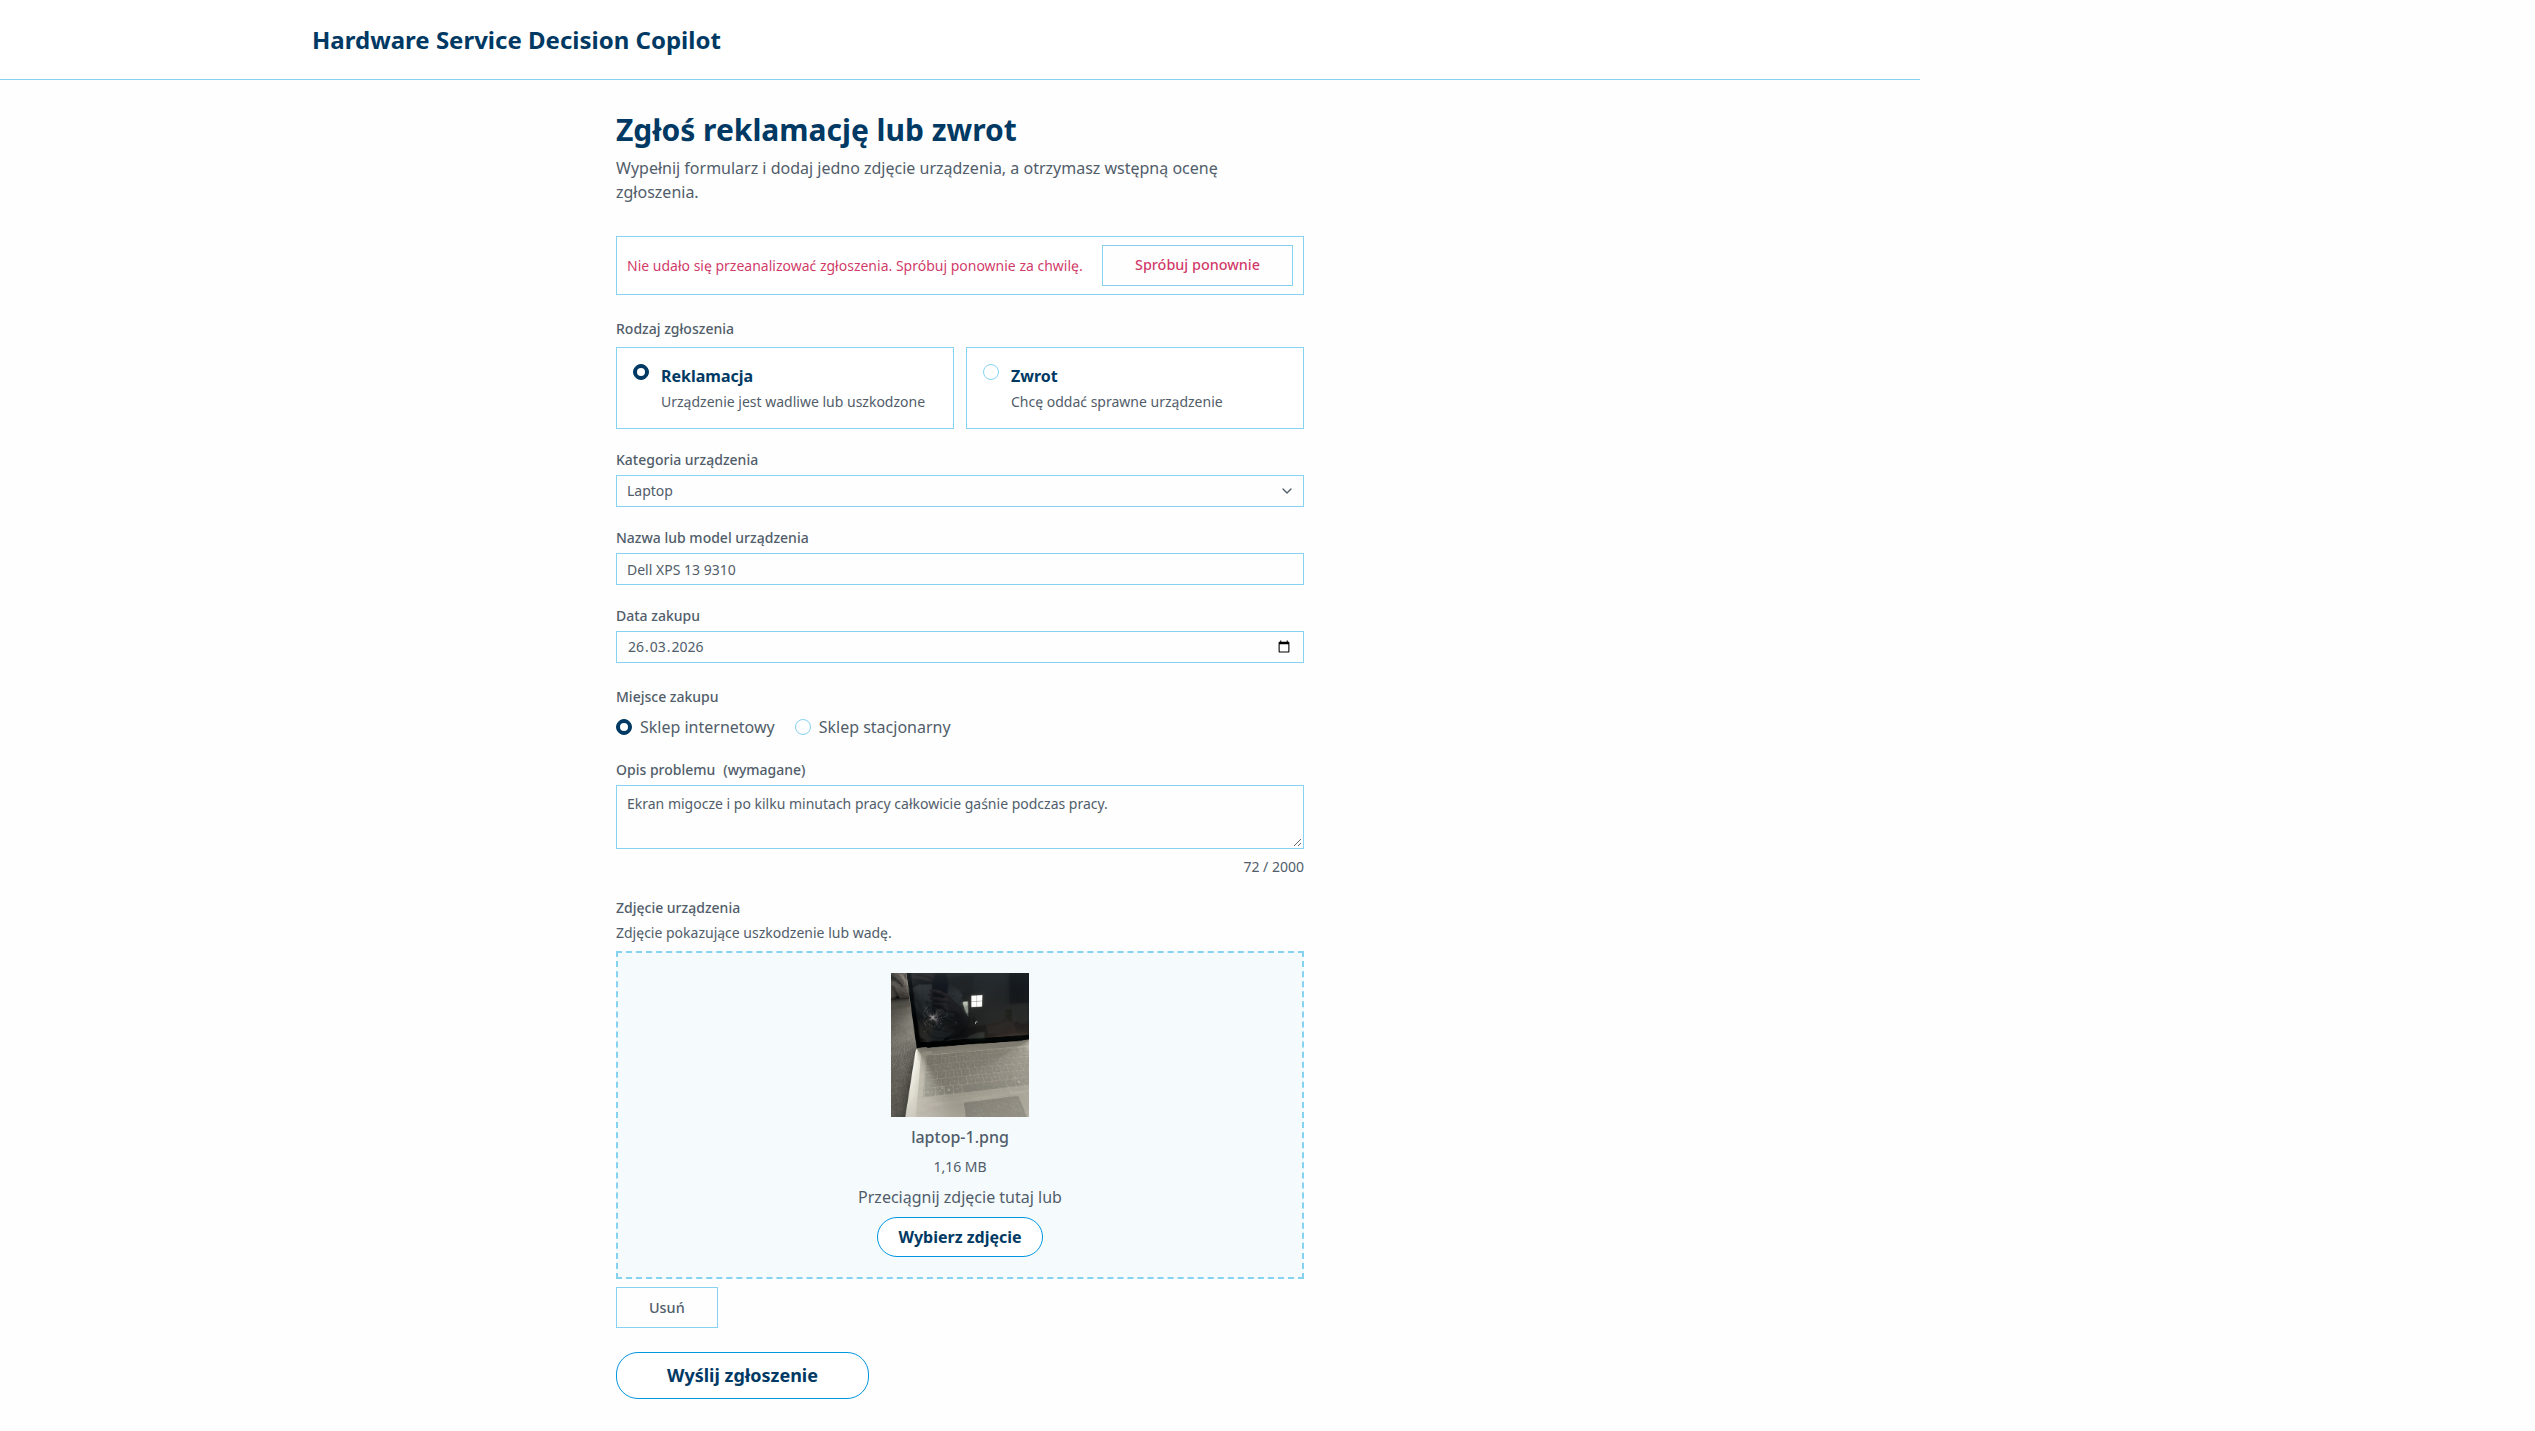 Hardware Service Decision Copilot
Zgłoś reklamację lub zwrot
Wypełnij formularz i dodaj jedno zdjęcie urządzenia, a otrzymasz wstępną ocenę
zgłoszenia.
Nie udało się przeanalizować zgłoszenia. Spróbuj ponownie za chwilę.
Spróbuj ponownie
Rodzaj zgłoszenia
Reklamacja
Urządzenie jest wadliwe lub uszkodzone
Zwrot
Chcę oddać sprawne urządzenie
Kategoria urządzenia
Laptop
Nazwa lub model urządzenia
Dell XPS 13 9310
Data zakupu
26.03.2026
Miejsce zakupu
Sklep internetowy
Sklep stacjonarny
Opis problemu (wymagane)
Ekran migocze i po kilku minutach pracy całkowicie gaśnie podczas pracy.
72 / 2000
Zdjęcie urządzenia
Zdjęcie pokazujące uszkodzenie lub wadę.
laptop-1.png
1,16 MB
Przeciągnij zdjęcie tutaj lub
Wybierz zdjęcie
Usuń
Wyślij zgłoszenie